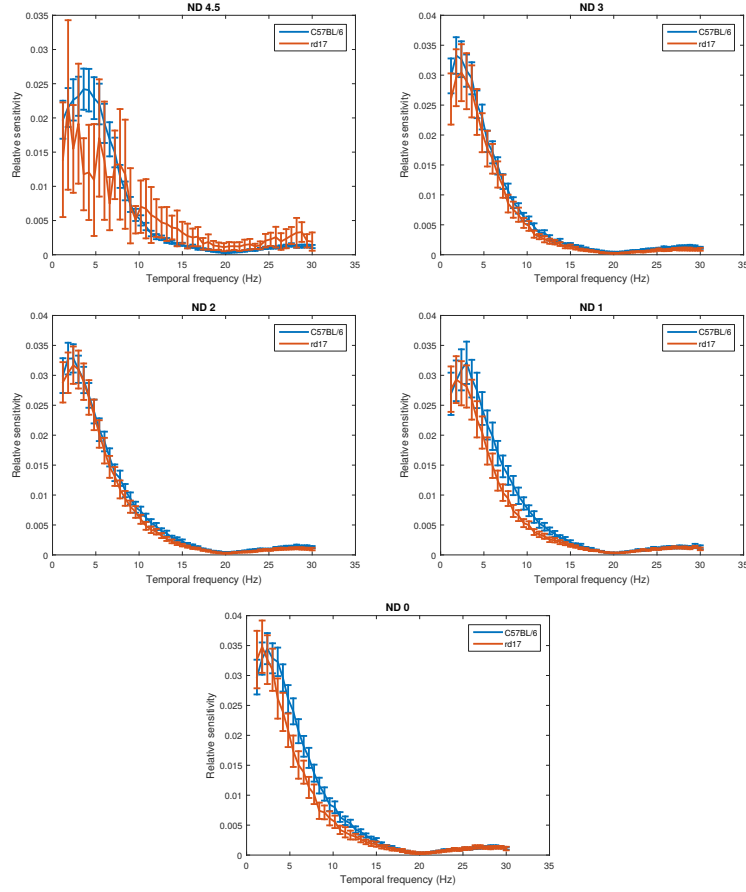 ND 4.5
0.035
0.03
0.025
0.02
0.015
0.01
0.005
0
Relative sensitivity
C57BL/6
rd17
0 5 10 15 20 25 30 35
Temporal frequency (Hz)
ND 3
0.04
0.035
0.03
0.025
0.02
0.015
0.01
0.005
0
Relative sensitivity
C57BL/6
rd17
0 5 10 15 20 25 30 35
Temporal frequency (Hz)
ND 2
0.04
0.035
0.03
0.025
0.02
0.015
0.01
0.005
0
Relative sensitivity
C57BL/6
rd17
0 5 10 15 20 25 30 35
Temporal frequency (Hz)
ND 1
0.04
0.035
0.03
0.025
0.02
0.015
0.01
0.005
0
Relative sensitivity
C57BL/6
rd17
0 5 10 15 20 25 30 35
Temporal frequency (Hz)
ND 0
0.04
0.035
0.03
0.025
0.02
0.015
0.01
0.005
0
Relative sensitivity
C57BL/6
rd17
0 5 10 15 20 25 30 35
Temporal frequency (Hz)